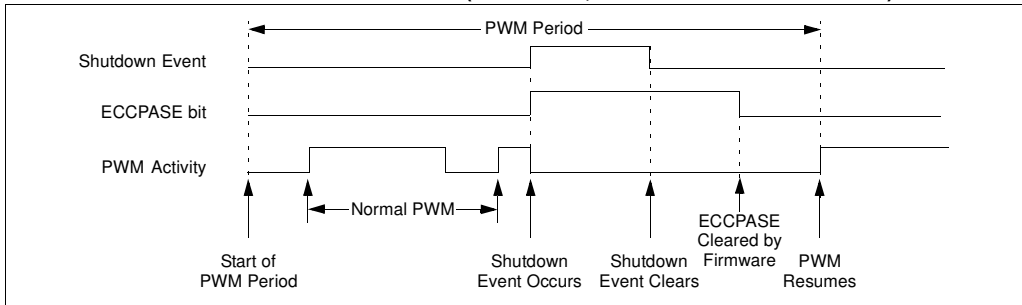 PWM Period
Shutdown Event
ECCPASE bit
PWM Activity
Normal PWM
Start of
PWM Period
Shutdown
Event Occurs
Shutdown
Event Clears
ECCPASE
Cleared by
Firmware
PWM
Resumes